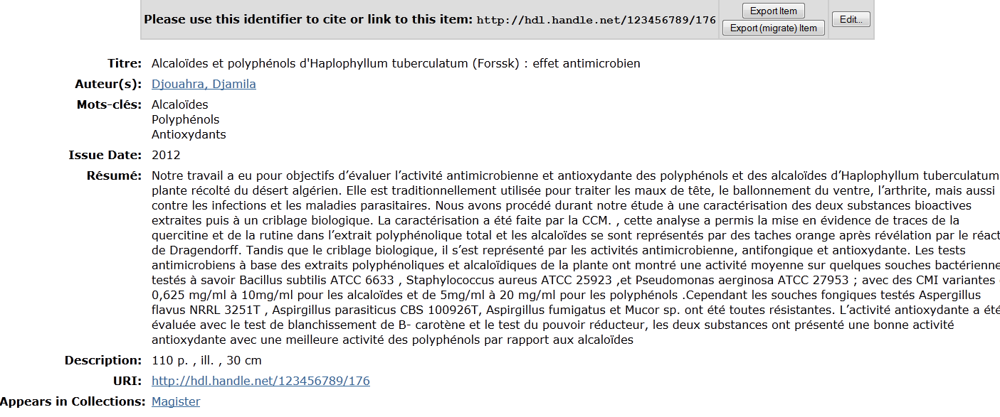 Please use this identifier to cite or link to this item: http://hdl.handle.net/123456789/176
Export Item
Export (migrate) Item
Edit...
Titre: Alcaloïdes et polyphénols d'Haplophyllum tuberculatum (Forssk) : effet antimicrobien
Auteur(s): Djouahra, Djamila
Mots-clés: Alcaloïdes
Polyphénols
Antioxydants
Issue Date: 2012
Résumé: Notre travail a eu pour objectifs d’évaluer l’activité antimicrobienne et antioxydante des polyphénols et des alcaloïdes d’Haplophyllum tuberculatum
plante récolté du désert algérien. Elle est traditionnellement utilisée pour traiter les maux de tête, le ballonnement du ventre, l’arthrite, mais aussi
contre les infections et les maladies parasitaires. Nous avons procédé durant notre étude à une caractérisation des deux substances bioactives
extraites puis à un criblage biologique. La caractérisation a été faite par la CCM. , cette analyse a permis la mise en évidence de traces de la
quercitine et de la rutine dans l’extrait polyphénolique total et les alcaloïdes se sont représentés par des taches orange après révélation par le réact
de Dragendorff. Tandis que le criblage biologique, il s’est représenté par les activités antimicrobienne, antifongique et antioxydante. Les tests
antimicrobiens à base des extraits polyphénoliques et alcaloïdiques de la plante ont montré une activité moyenne sur quelques souches bactérienne
testés à savoir Bacillus subtilis ATCC 6633 , Staphylococcus aureus ATCC 25923 ,et Pseudomonas aerginosa ATCC 27953 ; avec des CMI variantes
0,625 mg/ml à 10mg/ml pour les alcaloïdes et de 5mg/ml à 20 mg/ml pour les polyphénols .Cependant les souches fongiques testés Aspergillus
flavus NRRL 3251T , Aspirgillus parasiticus CBS 100926T, Aspirgillus fumigatus et Mucor sp. ont été toutes résistantes. L’activité antioxydante a été
évaluée avec le test de blanchissement de B- carotène et le test du pouvoir réducteur, les deux substances ont présenté une bonne activité
antioxydante avec une meilleure activité des polyphénols par rapport aux alcaloïdes
Description: 110 p. , ill. , 30 cm
URI: http://hdl.handle.net/123456789/176
Appears in Collections: Magister